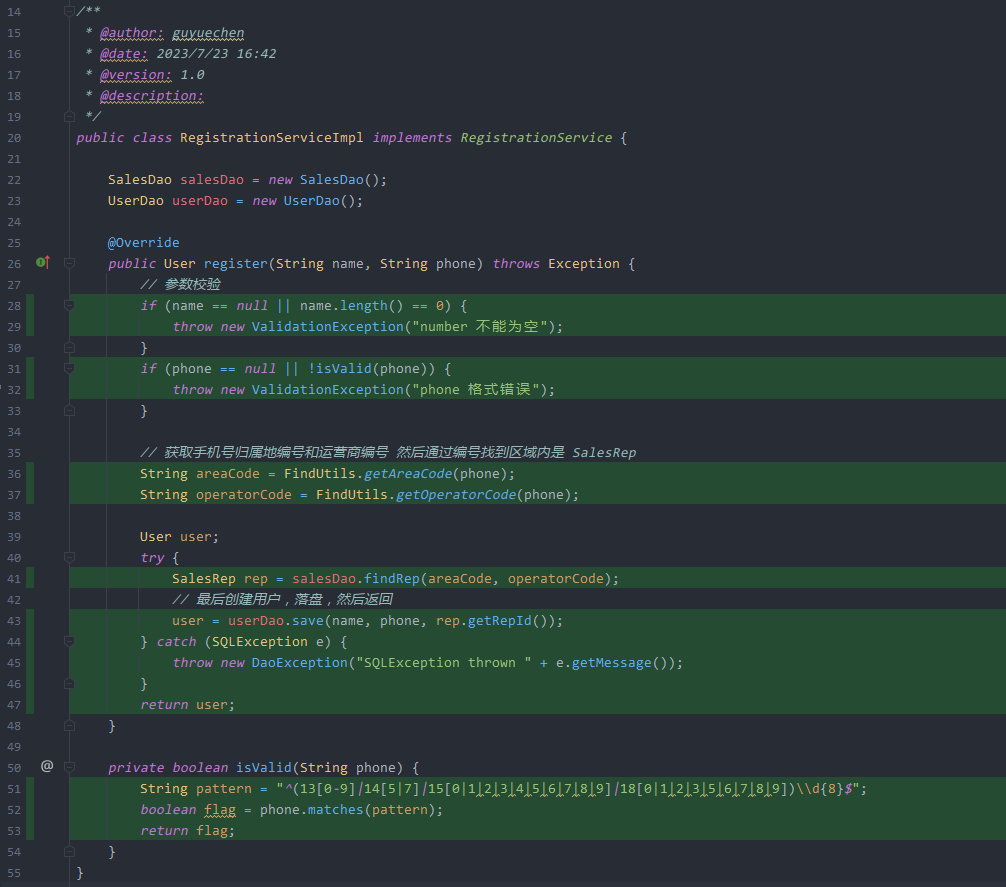 14 /**
15  * @author: guyuechen
16  * @date: 2023/7/23 16:42
17  * @version: 1.0
18  * @description:
19  */
20 public class RegistrationServiceImpl implements RegistrationService {
21
22     SalesDao salesDao = new SalesDao();
23     UserDao userDao = new UserDao();
24
25     @Override
26     public User register(String name, String phone) throws Exception {
27         // 参数校验
28         if (name == null || name.length() == 0) {
29             throw new ValidationException("number 不能为空");
30         }
31         if (phone == null || !isValid(phone)) {
32             throw new ValidationException("phone 格式错误");
33         }
34
35         // 获取手机号归属地编号和运营商编号 然后通过编号找到区域内是 SalesRep
36         String areaCode = FindUtils.getAreaCode(phone);
37         String operatorCode = FindUtils.getOperatorCode(phone);
38
39         User user;
40         try {
41             SalesRep rep = salesDao.findRep(areaCode, operatorCode);
42             // 最后创建用户，落盘，然后返回
43             user = userDao.save(name, phone, rep.getRepId());
44         } catch (SQLException e) {
45             throw new DaoException("SQLException thrown " + e.getMessage());
46         }
47         return user;
48     }
49
50 @   private boolean isValid(String phone) {
51         String pattern = "^(13[0-9]|14[5|7]|15[0|1|2|3|4|5|6|7|8|9]|18[0|1|2|3|5|6|7|8|9])\\d{8}$";
52         boolean flag = phone.matches(pattern);
53         return flag;
54     }
55 }